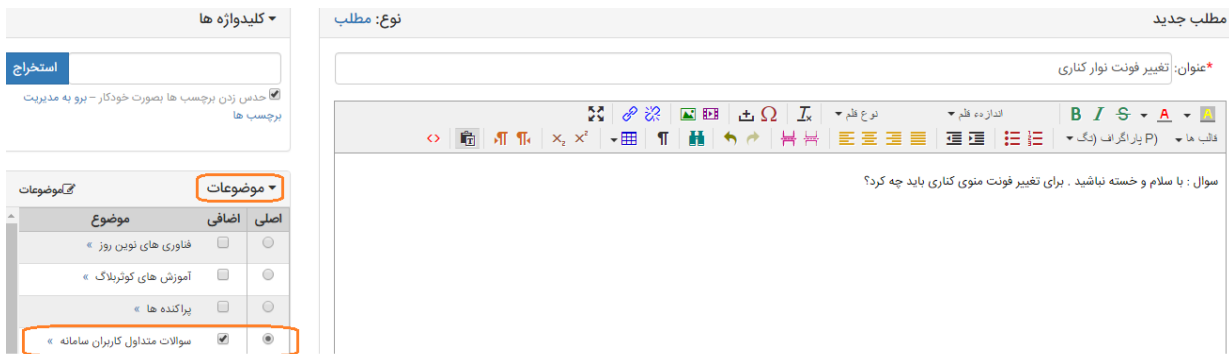 مطلب جدید
نوع: مطلب
*عنوان: تغییر فونت نوار کناری
اندازه قلم
نوع قلم
قالب ها
پاراگراف (تگ P)
سوال : با سلام و خسته نباشید . برای تغییر فونت منوی کناری باید چه کرد؟
کلیدواژه ها
استخراج
حدس زدن برچسب ها بصورت خودکار – برو به مدیریت
برچسب ها
موضوعات
موضوعات
اصلی اضافی موضوع
فناوری های نوین روز »
آموزش های کوثربلاگ »
پراکنده ها »
سوالات متداول کاربران سامانه »